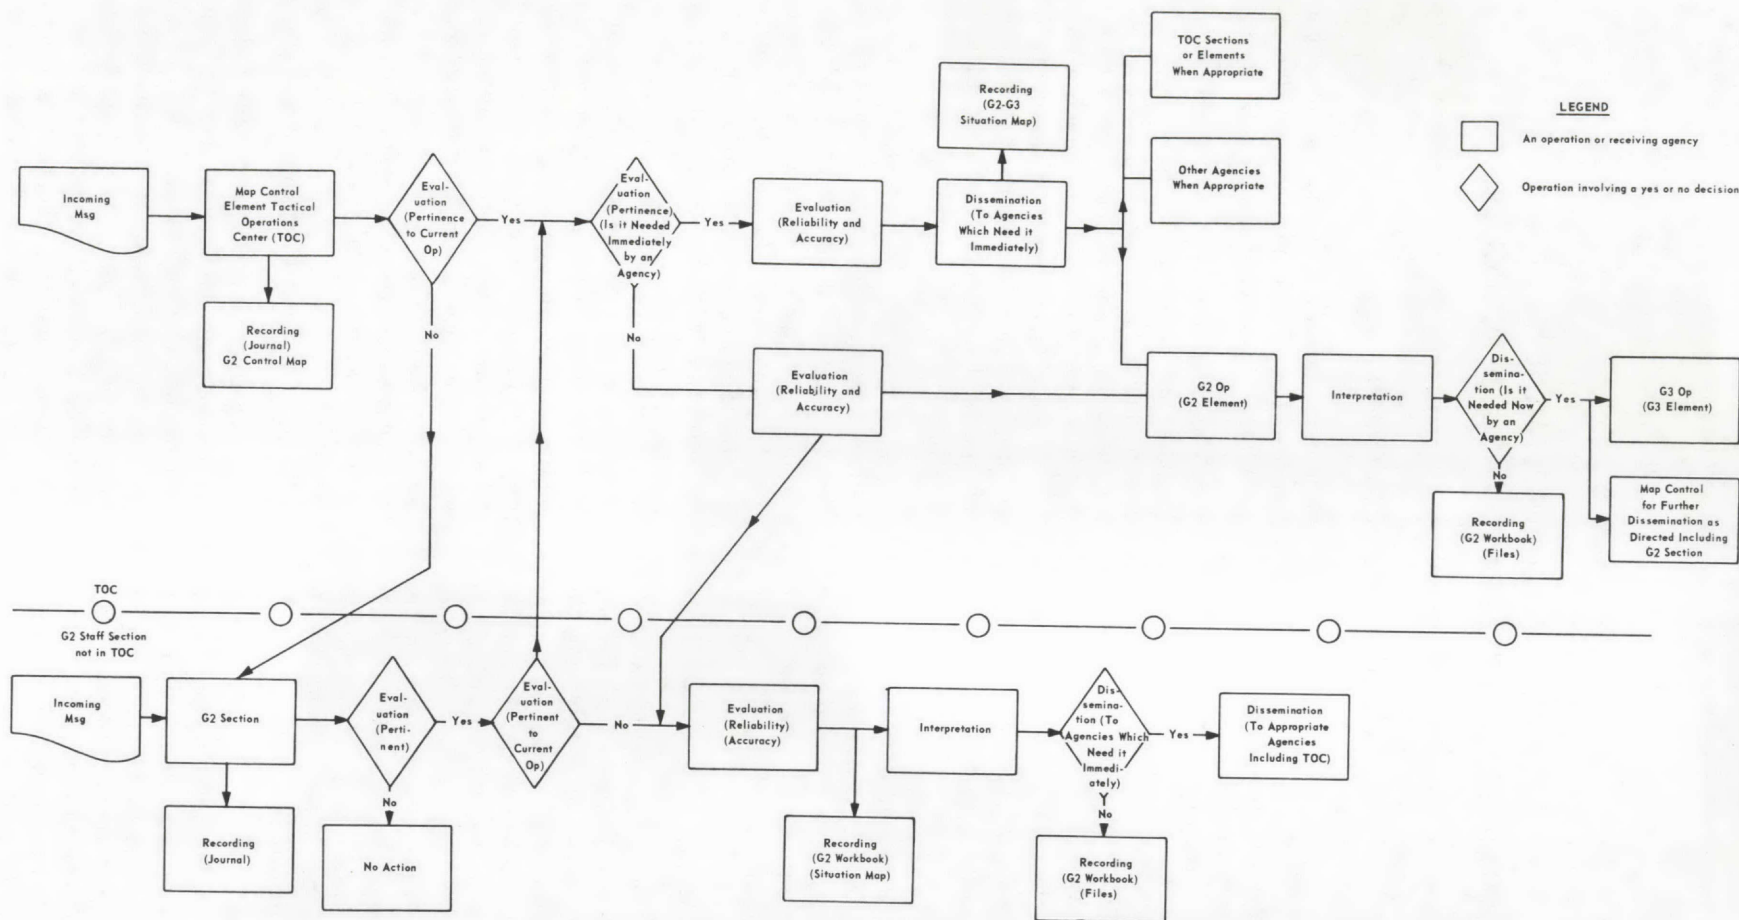 TOC Sections
or Elements
When Appropriate
Recording
(G2-G3
Situation Map)
LEGEND
An operation or receiving agency
Operation involving a yes or no decision
Other Agencies
When Appropriate
Incoming
Msg
Map Control
Element Tactical
Operations
Center (TOC)
Eval-
uation
(Pertinence
to Current
Op)
Yes
Eval-
uation
(Pertinence)
(Is it Needed
Immediately
by an
Agency)
Yes
Evaluation
(Reliability and
Accuracy)
Dissemination
(To Agencies
Which Need it
Immediately)
No
Recording
(Journal)
G2 Control Map
No
Evaluation
(Reliability and
Accuracy)
G2 Op
(G2 Element)
Interpretation
Dis-
semina-
tion (Is it
Needed Now
by an
Agency)
Yes
G3 Op
(G3 Element)
No
Recording
(G2 Workbook)
(Files)
Map Control
for Further
Dissemination as
Directed Including
G2 Section
TOC
G2 Staff Section
not in TOC
Incoming
Msg
G2 Section
Eval-
uation
(Perti-
nent)
Yes
Eval-
uation
(Pertinent
to
Current
Op)
No
Evaluation
(Reliability)
(Accuracy)
Interpretation
Dis-
semina-
tion (To
Agencies Which
Need it
Immedi-
ately)
Yes
Dissemination
(To Appropriate
Agencies
Including TOC)
No
No
Recording
(Journal)
No Action
Recording
(G2 Workbook)
(Situation Map)
Recording
(G2 Workbook)
(Files)